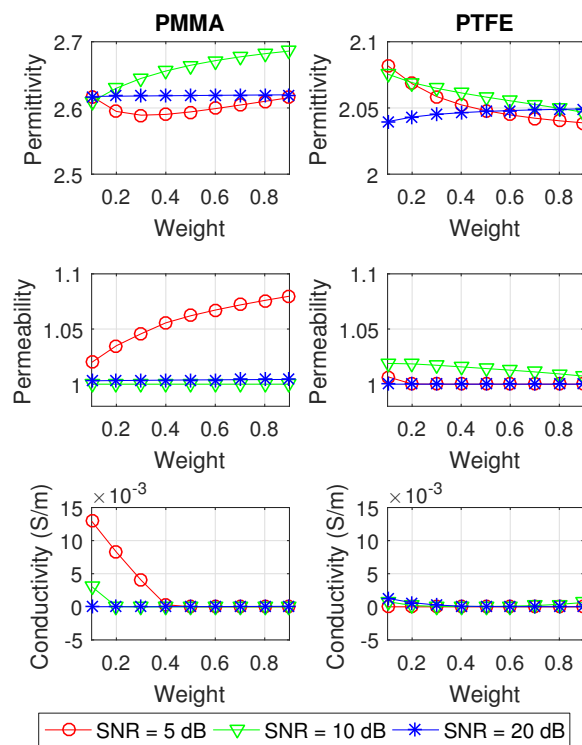 PMMA PTFE
2.7 2.1
Permittivity 2.6 Permittivity 2.05
2.5 2
0.2 0.4 0.6 0.8 0.2 0.4 0.6 0.8
Weight Weight
1.1 1.1
Permeability 1.05 Permeability 1.05
1 1
0.2 0.4 0.6 0.8 0.2 0.4 0.6 0.8
Weight Weight
×10-3 ×10-3
15 15
10 10
Conductivity (S/m) 5 Conductivity (S/m) 5
0 0
-5 -5
0.2 0.4 0.6 0.8 0.2 0.4 0.6 0.8
Weight Weight
SNR = 5 dB SNR = 10 dB SNR = 20 dB